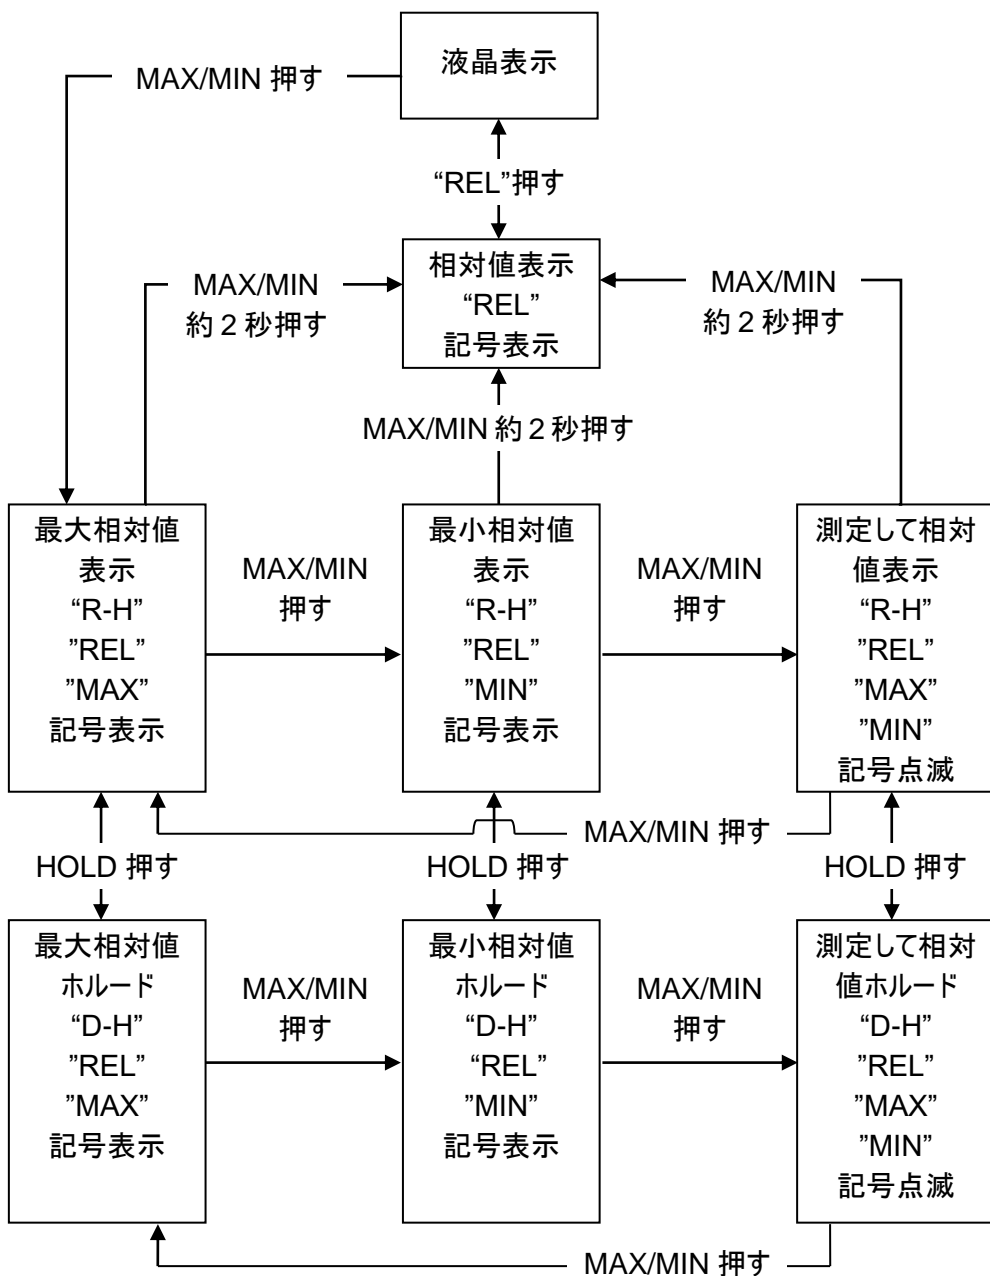 液晶表示
MAX/MIN 押す
“REL”押す
相対値表示
“REL”
記号表示
MAX/MIN
約 2 秒押す
MAX/MIN
約 2 秒押す
MAX/MIN 約 2 秒押す
最大相対値
表示
“R-H”
”REL”
”MAX”
記号表示
MAX/MIN
押す
最小相対値
表示
“R-H”
”REL”
”MIN”
記号表示
MAX/MIN
押す
測定して相対
値表示
“R-H”
”REL”
”MAX”
”MIN”
記号点滅
MAX/MIN 押す
HOLD 押す
HOLD 押す
HOLD 押す
最大相対値
ホルード
“D-H”
”REL”
”MAX”
記号表示
MAX/MIN
押す
最小相対値
ホルード
“D-H”
“REL”
”MIN”
記号表示
MAX/MIN
押す
測定して相対
値ホルード
“D-H”
”REL”
”MAX”
”MIN”
記号点滅
MAX/MIN 押す